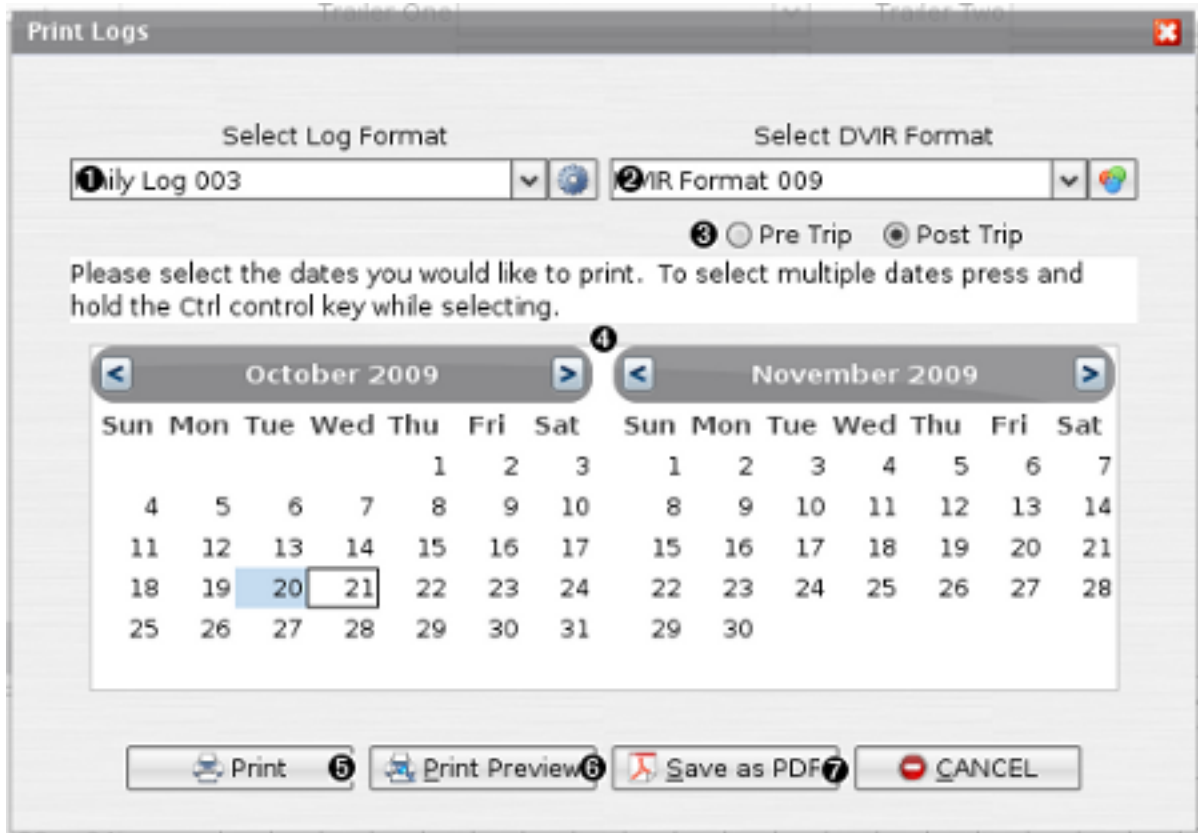 Trailer One
Trailer Two
Print Logs
Select Log Format
Select DVIR Format
❶ily Log 003
❷VIR Format 009
❸ Pre Trip Post Trip
Please select the dates you would like to print. To select multiple dates press and
hold the Ctrl control key while selecting.
❹
< October 2009 >
Sun Mon Tue Wed Thu Fri Sat
1 2 3
4 5 6 7 8 9 10
11 12 13 14 15 16 17
18 19 20 21 22 23 24
25 26 27 28 29 30 31
< November 2009 >
Sun Mon Tue Wed Thu Fri Sat
1 2 3 4 5 6 7
8 9 10 11 12 13 14
15 16 17 18 19 20 21
22 23 24 25 26 27 28
29 30
Print ❺
Print Preview ❻
Save as PDF ❼
CANCEL